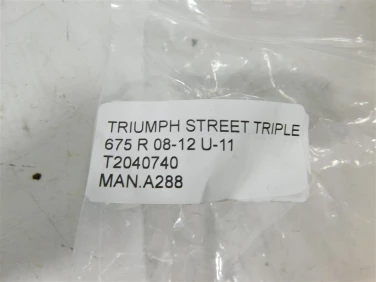 TRIUMPH STREET TRIPLE
675 R 08-12 U-11
T2040740
MAN.A288